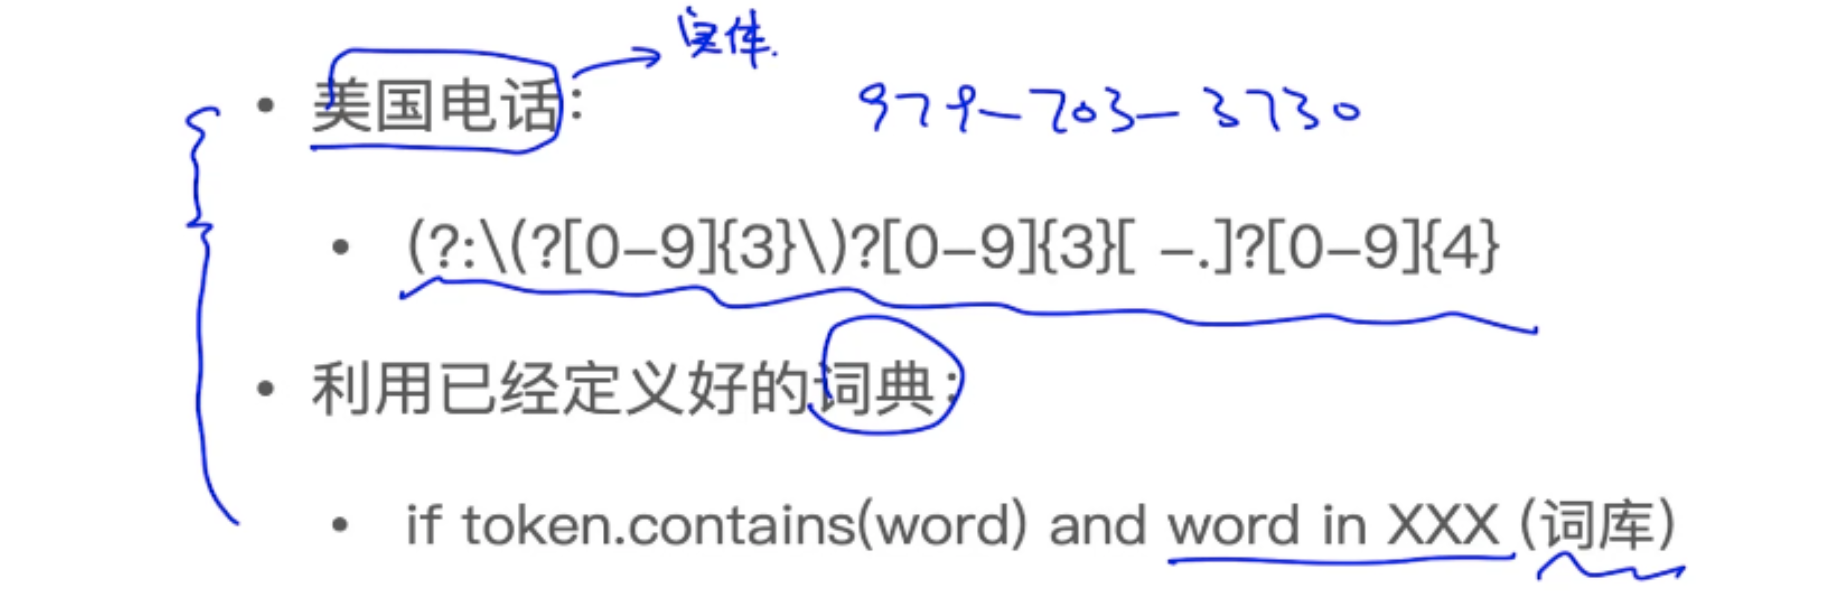 实体.
• 美国电话: 979-703-3730
• (?:\(?[0-9]{3}\)?[0-9]{3}[ -.]?[0-9]{4}
• 利用已经定义好的词典:
• if token.contains(word) and word in XXX (词库)